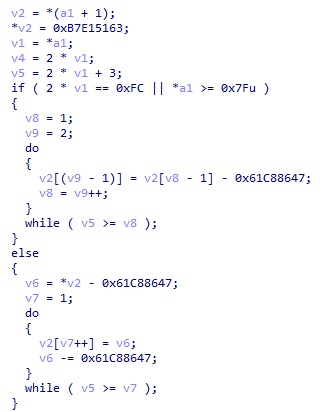 v2 = *(a1 + 1);
*v2 = 0xB7E15163;
v1 = *a1;
v4 = 2 * v1;
v5 = 2 * v1 + 3;
if ( 2 * v1 == 0xFC || *a1 >= 0x7Fu )
{
  v8 = 1;
  v9 = 2;
  do
  {
    v2[(v9 - 1)] = v2[v8 - 1] - 0x61C88647;
    v8 = v9++;
  }
  while ( v5 >= v8 );
}
else
{
  v6 = *v2 - 0x61C88647;
  v7 = 1;
  do
  {
    v2[v7++] = v6;
    v6 -= 0x61C88647;
  }
  while ( v5 >= v7 );
}